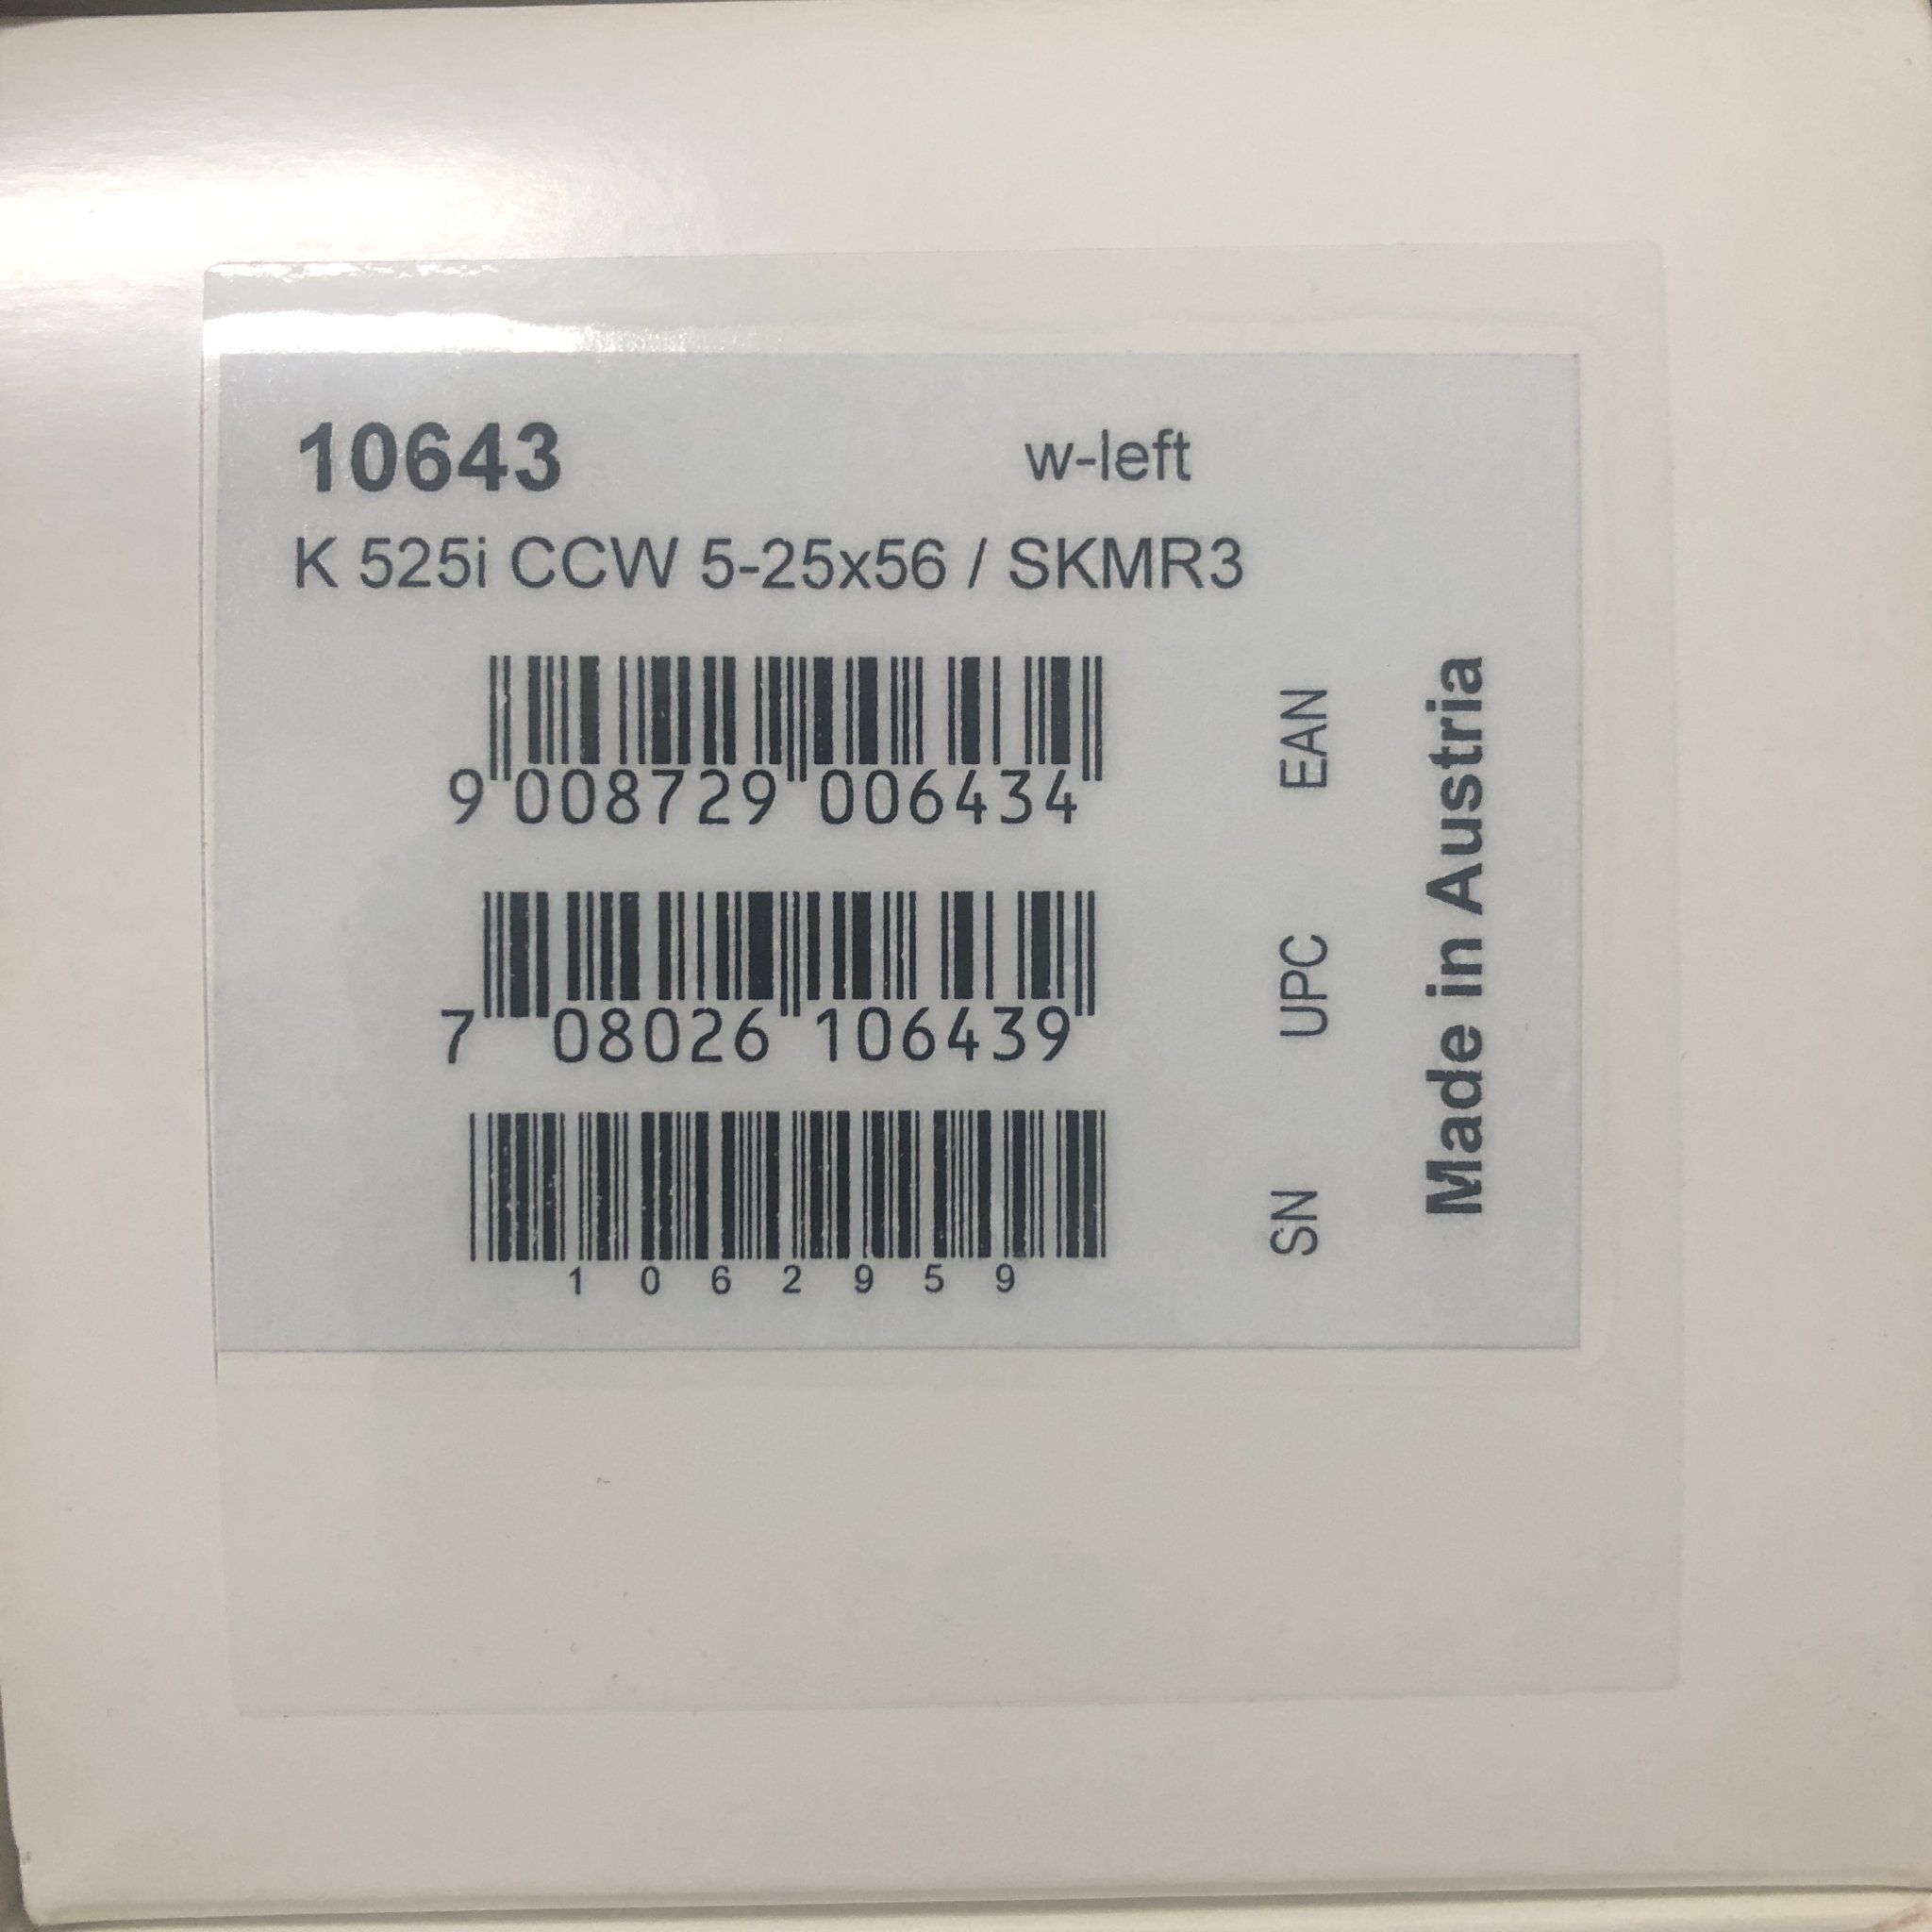 10643 w-left
K 525i CCW 5-25x56 / SKMR3
9 008729 006434
EAN
7 08026 106439
UPC
1062959
SN
Made in Austria